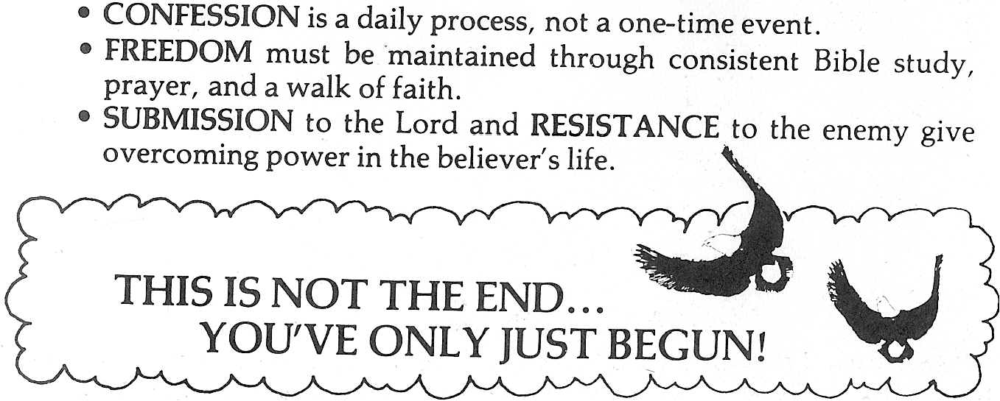 • CONFESSION is a daily process, not a one-time event.
• FREEDOM must be maintained through consistent Bible study,
prayer, and a walk of faith.
• SUBMISSION to the Lord and RESISTANCE to the enemy give
overcoming power in the believer's life.
THIS IS NOT THE END...
YOU'VE ONLY JUST BEGUN!